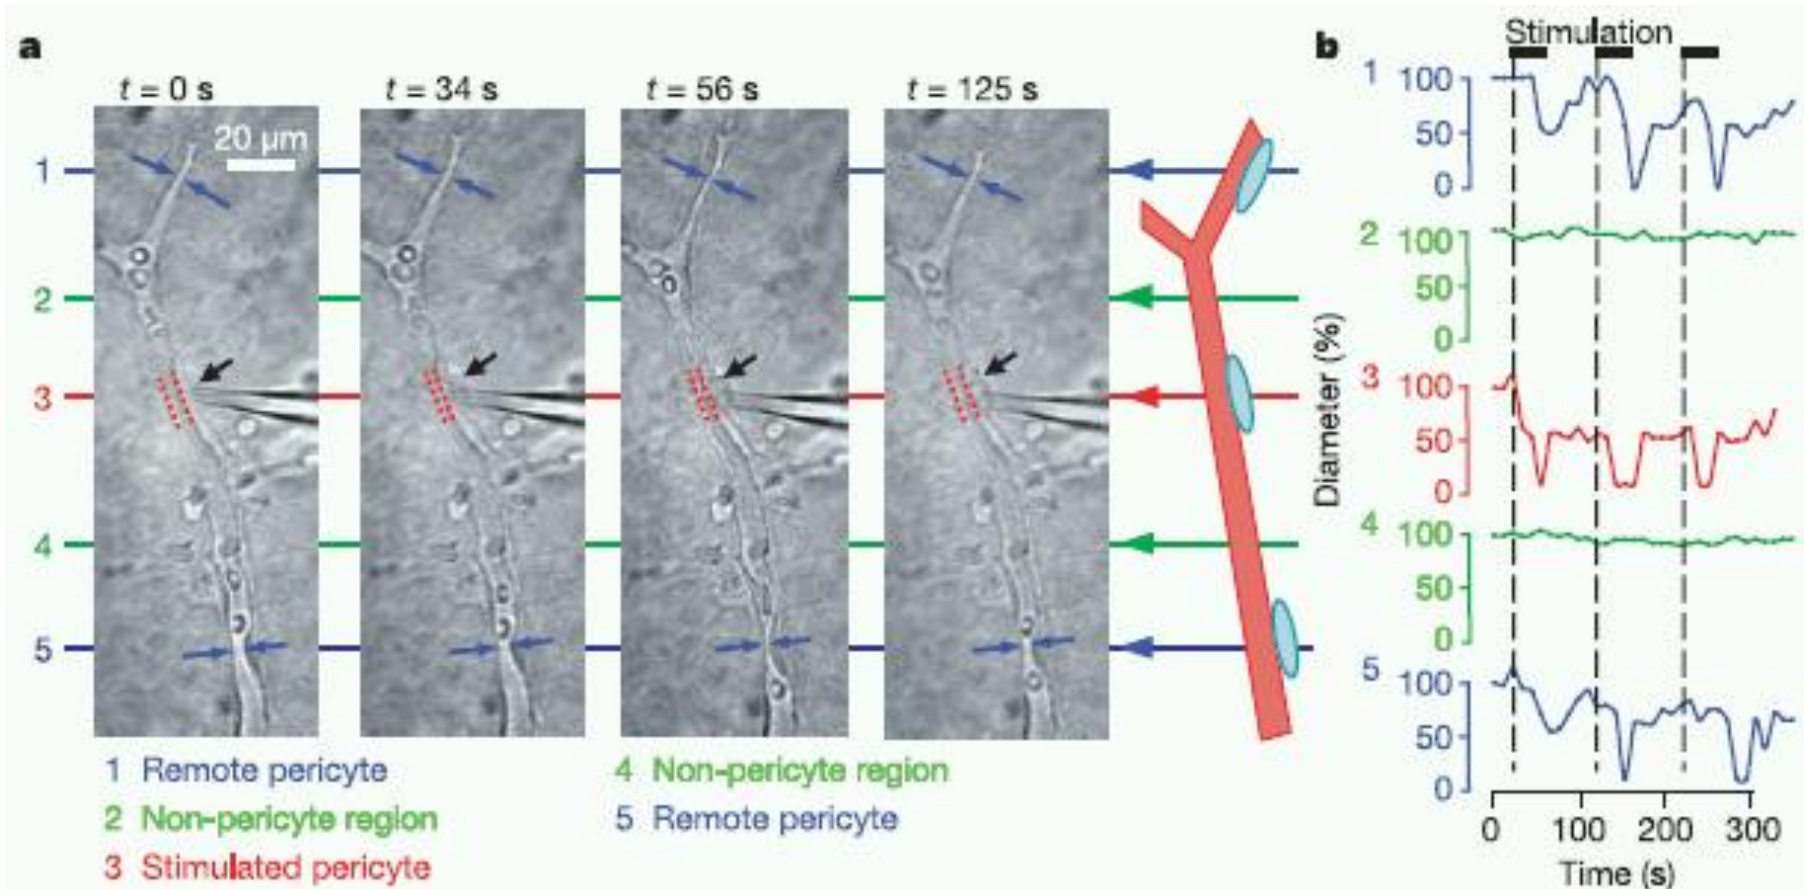 a
t = 0 s
t = 34 s
t = 56 s
t = 125 s
20 µm
1
2
3
4
5
1 Remote pericyte
2 Non-pericyte region
3 Stimulated pericyte
4 Non-pericyte region
5 Remote pericyte
b
Stimulation
Diameter (%)
1
100
50
0
2
100
50
0
3
100
50
0
4
100
50
0
5
100
50
0
0 100 200 300
Time (s)